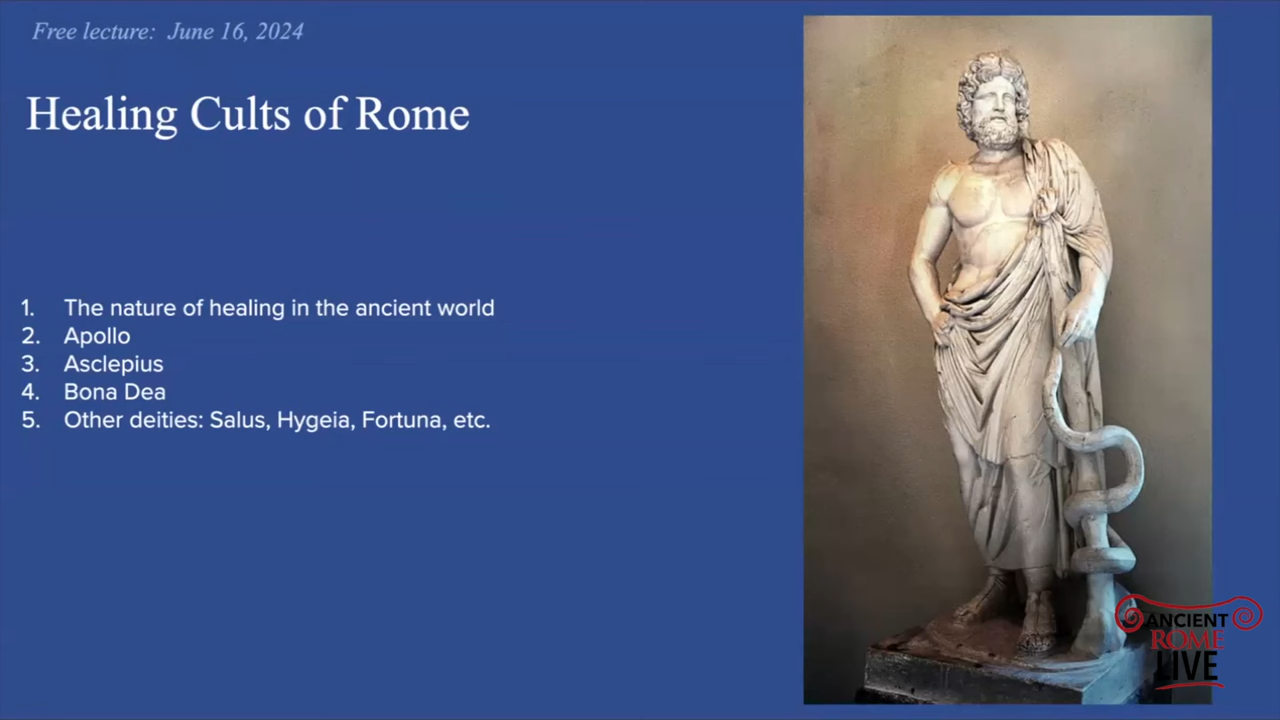 Free lecture: June 16, 2024
Healing Cults of Rome
1. The nature of healing in the ancient world
2. Apollo
3. Asclepius
4. Bona Dea
5. Other deities: Salus, Hygeia, Fortuna, etc.
ANCIENT
ROME
LIVE